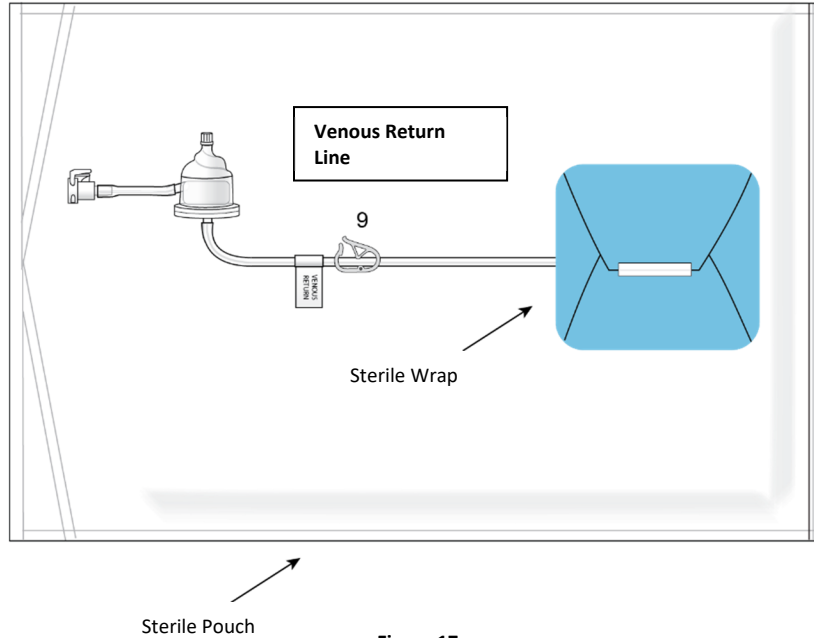 Venous Return
Line
9
VENOUS
RETURN
Sterile Wrap
Sterile Pouch